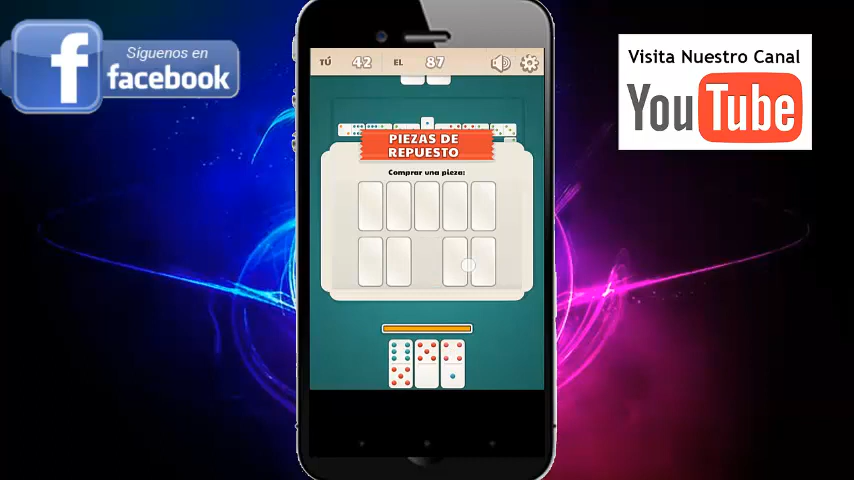 Síguenos en
facebook
TÚ 42 EL 87
PIEZAS DE
REPUESTO
Comprar una pieza:
Visita Nuestro Canal
YouTube